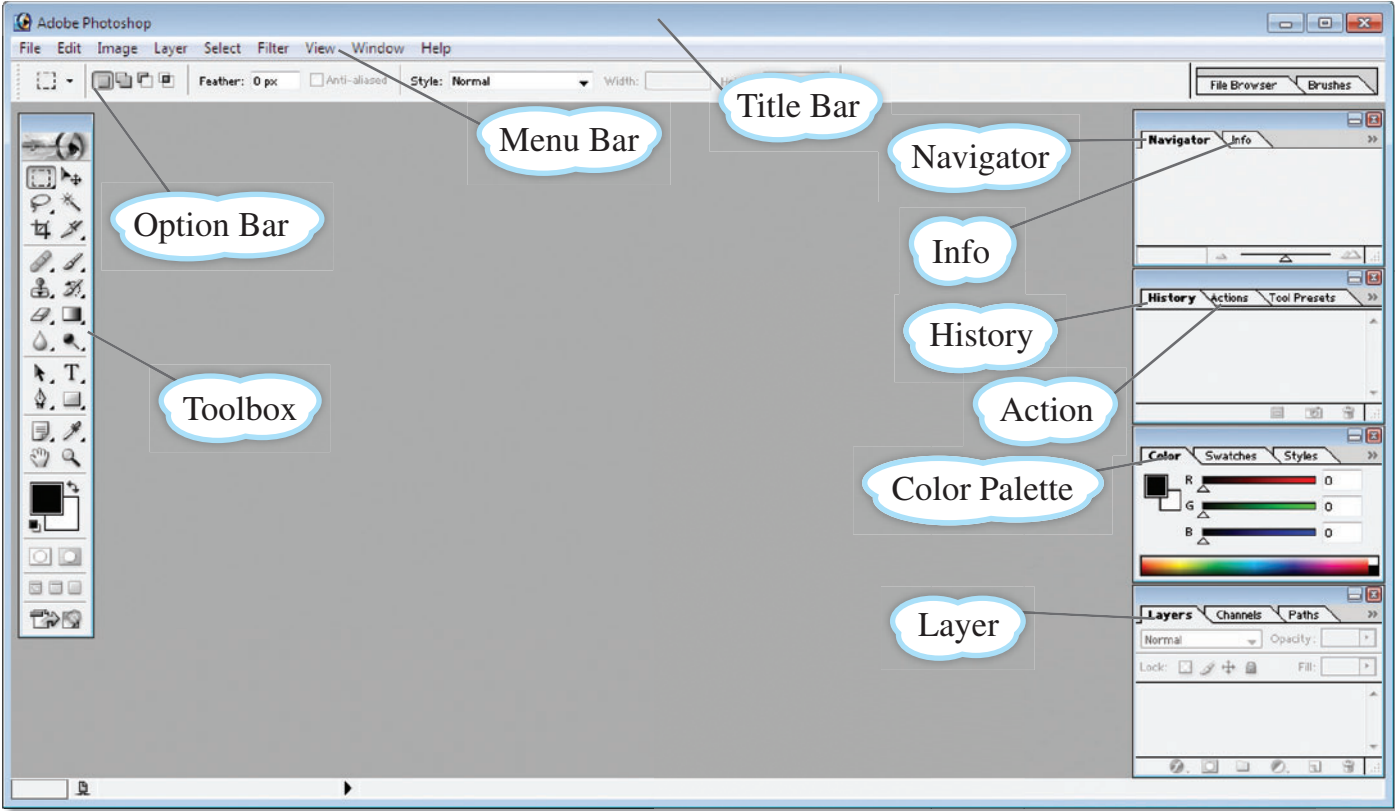 Adobe Photoshop
File Edit Image Layer Select Filter View Window Help
Feather: 0 px Anti-aliased Style: Normal Width:
File Browser Brushes
Title Bar
Menu Bar
Navigator
Navigator Info
Option Bar
Info
History Actions Tool Presets
History
Action
Toolbox
Color Swatches Styles
Color Palette
R 0
G 0
B 0
Layer
Layers Channels Paths
Normal Opacity:
Lock: Fill: